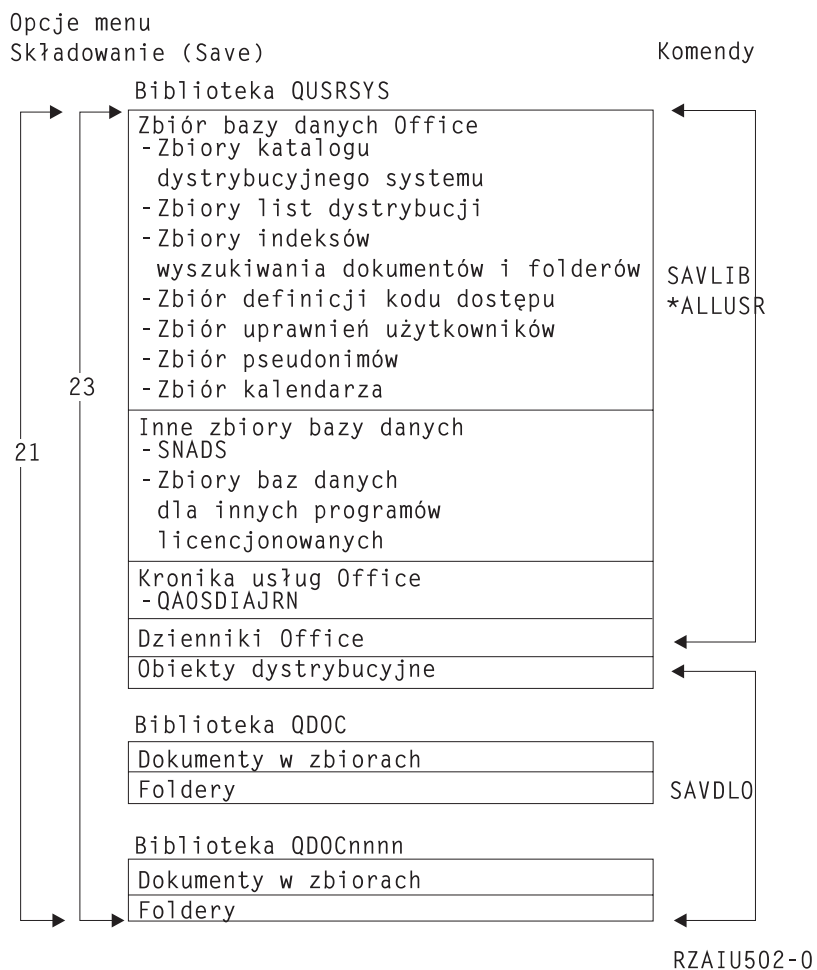 Opcje menu
Składowanie (Save)
Komendy
Biblioteka QUSRSYS
Zbiór bazy danych Office
-Zbiory katalogu
dystrybucyjnego systemu
-Zbiory list dystrybucji
-Zbiory indeksów
wyszukiwania dokumentów i folderów
-Zbiór definicji kodu dostępu
-Zbiór uprawnień użytkowników
-Zbiór pseudonimów
-Zbiór kalendarza
SAVLIB
*ALLUSR
23
21
Inne zbiory bazy danych
-SNADS
-Zbiory baz danych
dla innych programów
licencjonowanych
Kronika usług Office
-QAOSDIAJRN
Dzienniki Office
Obiekty dystrybucyjne
Biblioteka QDOC
Dokumenty w zbiorach
Foldery
SAVDLO
Biblioteka QDOCnnnn
Dokumenty w zbiorach
Foldery
RZAIU502-0